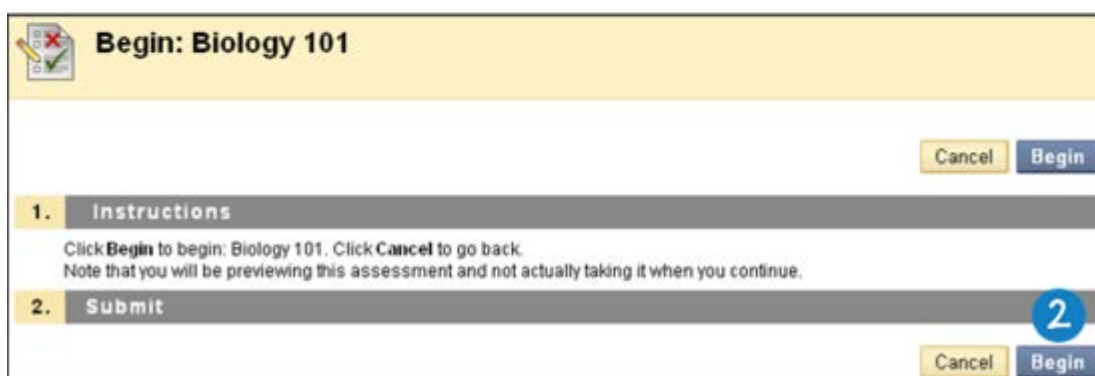 Begin: Biology 101
Cancel Begin
1. Instructions
Click Begin to begin: Biology 101. Click Cancel to go back.
Note that you will be previewing this assessment and not actually taking it when you continue.
2. Submit
2
Cancel Begin